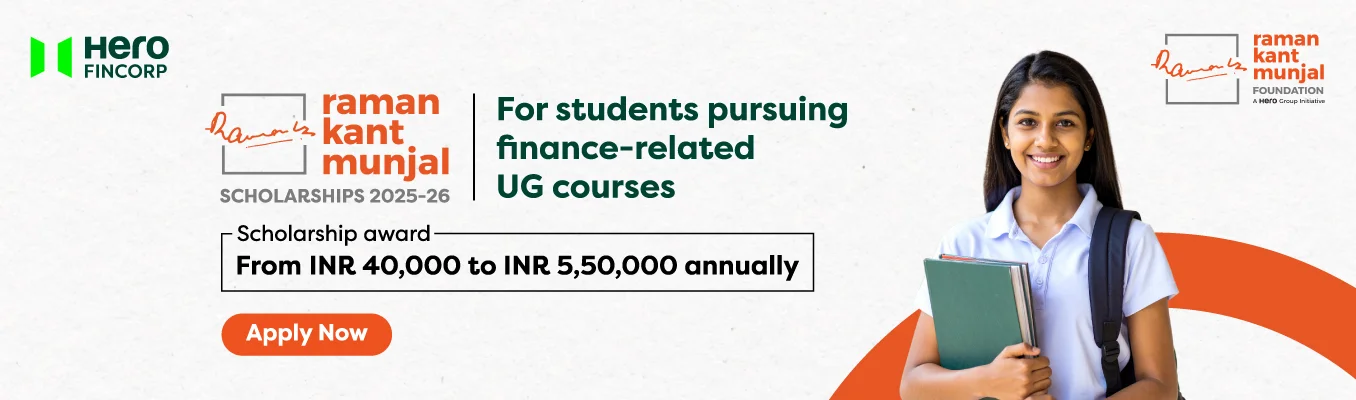 Hero
FINCORP
raman
kant
munjal
SCHOLARSHIPS 2025-26
For students pursuing
finance-related
UG courses
Scholarship award
From INR 40,000 to INR 5,50,000 annually
Apply Now
raman
kant
munjal
FOUNDATION
A Hero Group Initiative